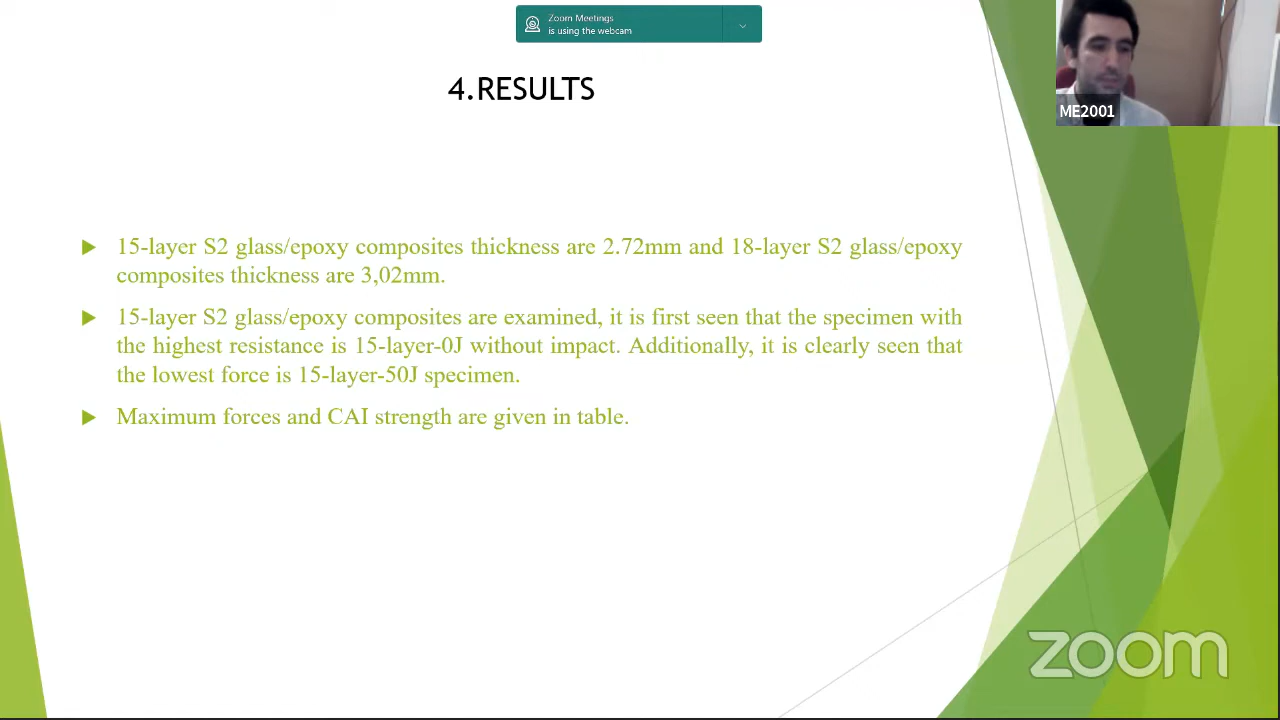 Zoom Meetings
is using the webcam
4.RESULTS
ME2001
15-layer S2 glass/epoxy composites thickness are 2.72mm and 18-layer S2 glass/epoxy
composites thickness are 3,02mm.
15-layer S2 glass/epoxy composites are examined, it is first seen that the specimen with
the highest resistance is 15-layer-0J without impact. Additionally, it is clearly seen that
the lowest force is 15-layer-50J specimen.
Maximum forces and CAI strength are given in table.
zoom